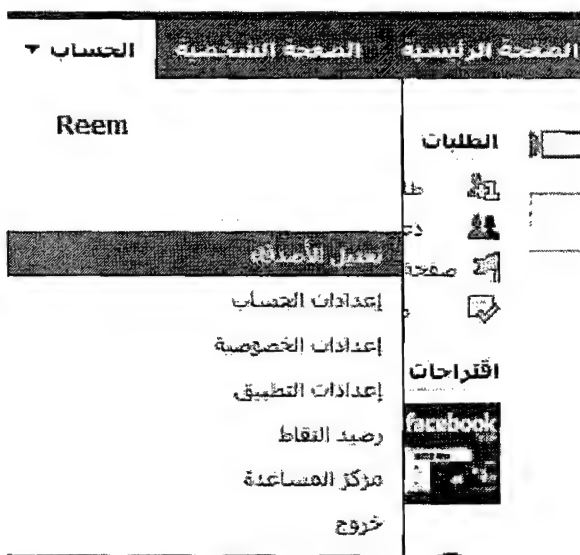 الصفحة الرئيسية الصفحة الشخصية الحساب ▼
Reem
الطلبات
تعديل الأصدقاء
صفحة
إعدادات الحساب
إعدادات الخصوصية
اقتراحات
إعدادات التطبيق
facebook
رصيد النقاط
مركز المساعدة
خروج